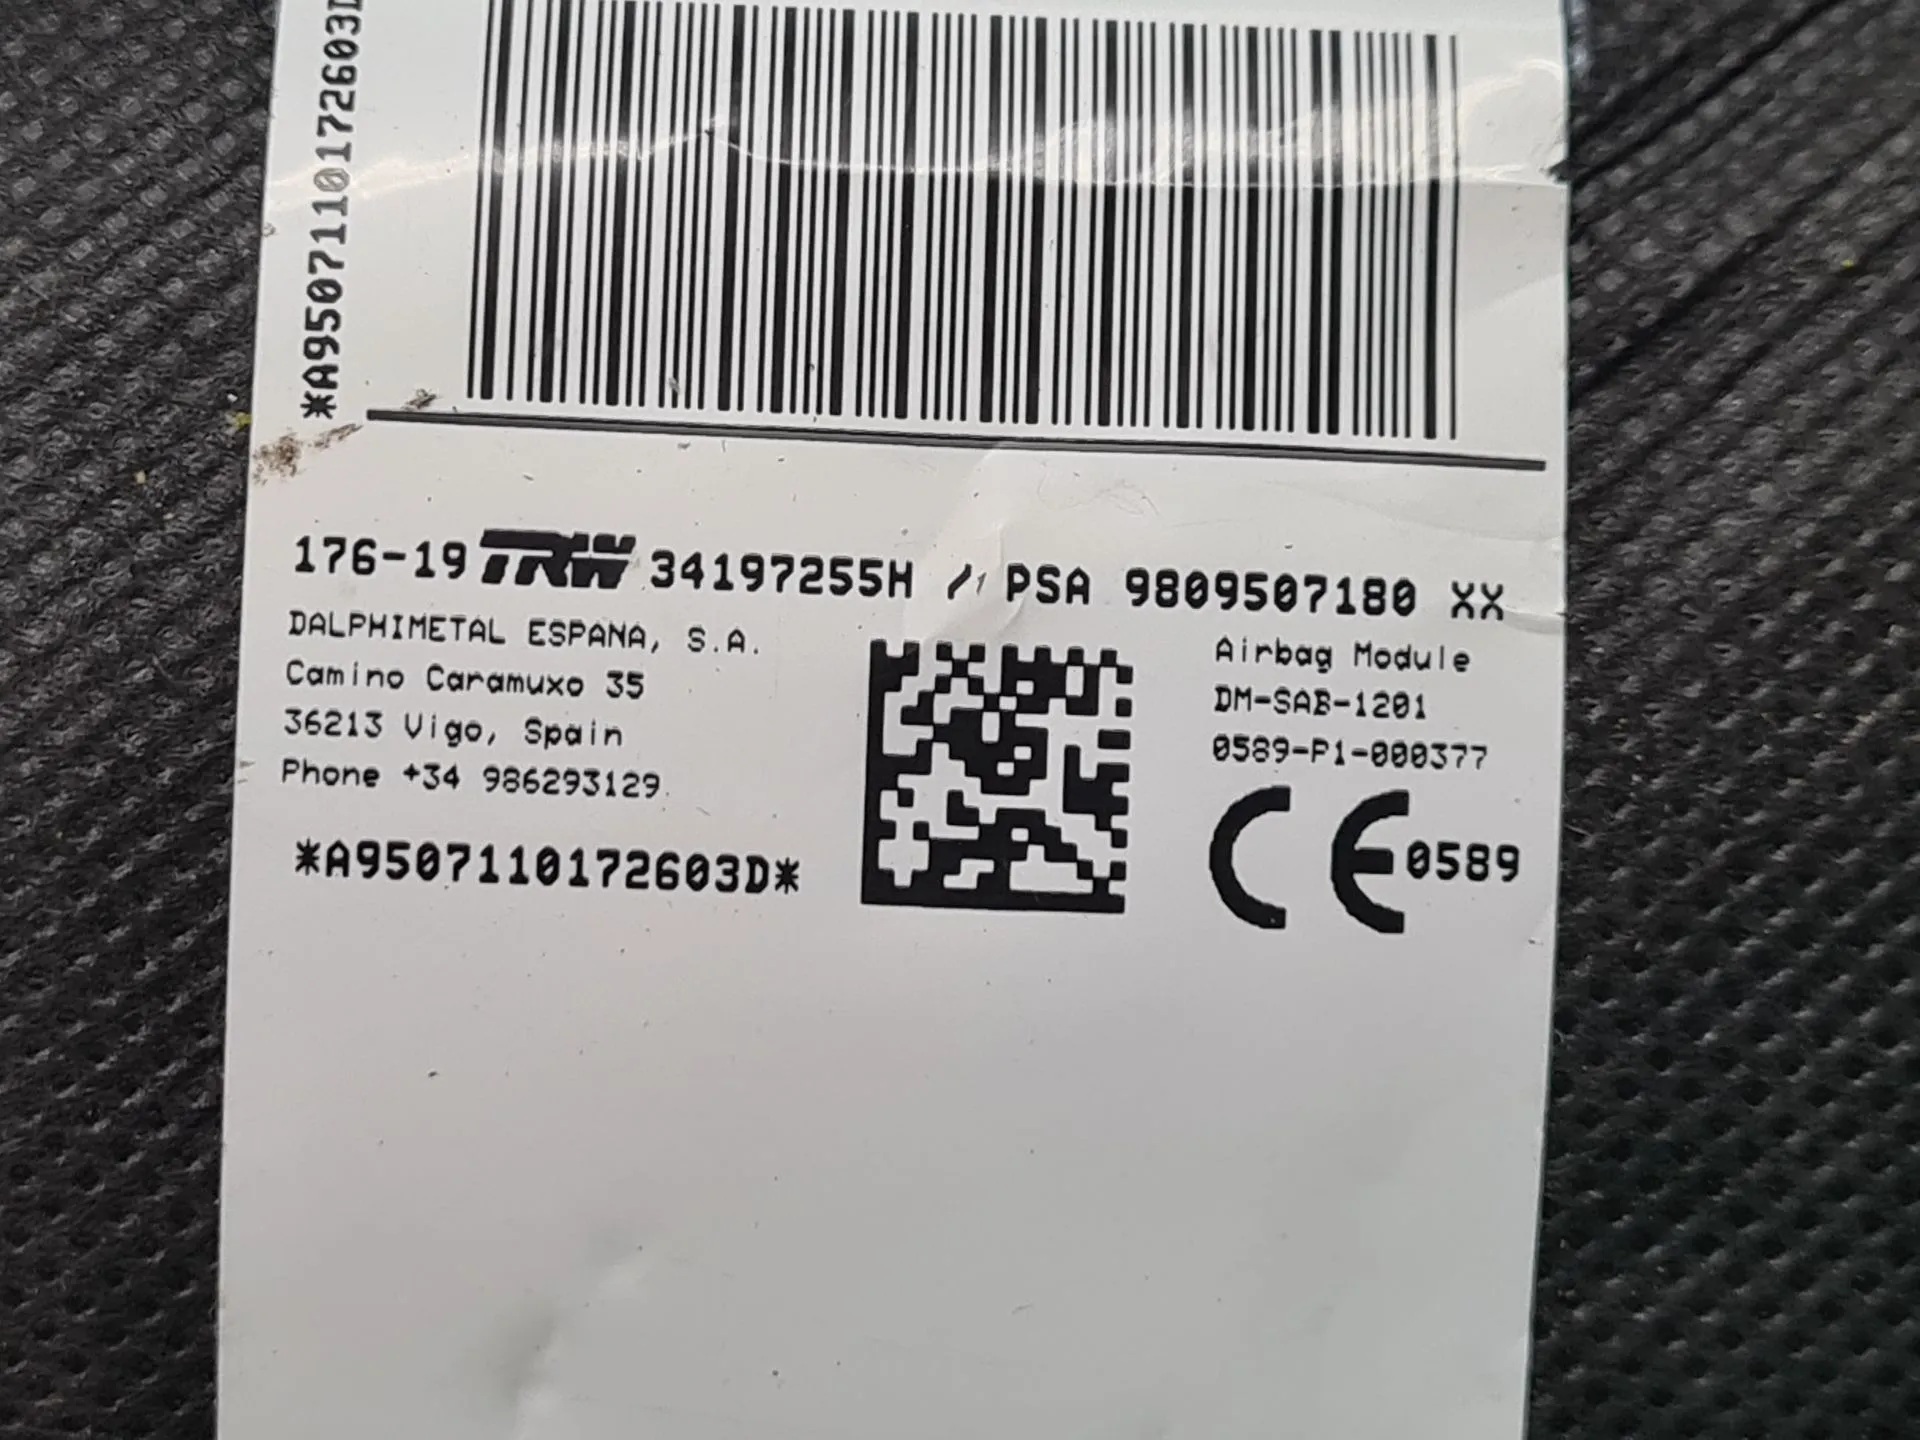 *A9507110172603D
176-19 TRW 34197255H / PSA 9809507180 XX
DALPHIMETAL ESPANA, S.A.
Camino Caramuxo 35
36213 Vigo, Spain
Phone +34 986293129
*A9507110172603D*
Airbag Module
DM-SAB-1201
0589-P1-000377
CE 0589